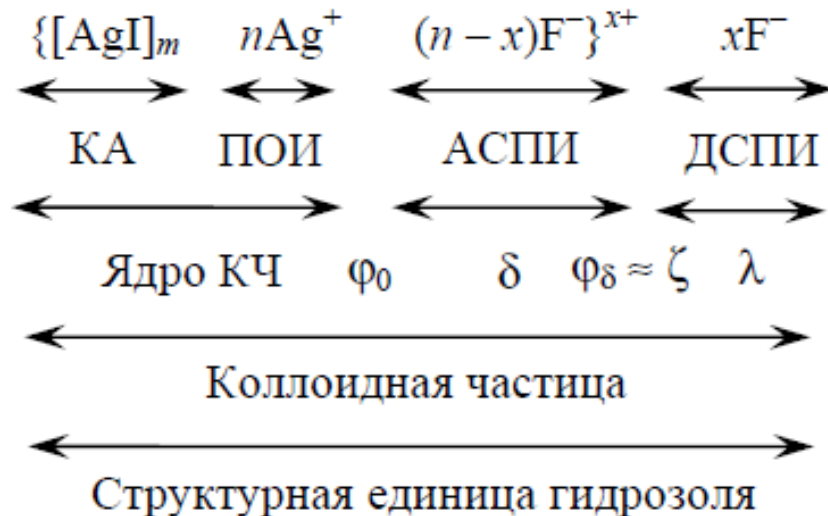 {[AgI]m nAg⁺ (n – x)F⁻}ˣ⁺ xF⁻
КА ПОИ АСПИ ДСПИ
Ядро КЧ φ₀ δ φδ ≈ ζ λ
Коллоидная частица
Структурная единица гидрозоля